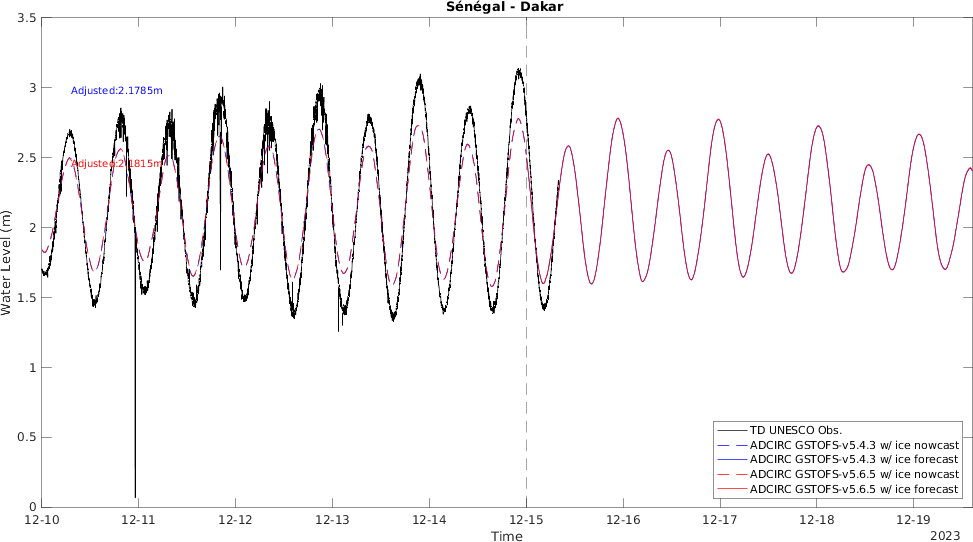 Sénégal - Dakar
3.5
3
2.5
2
1.5
1
0.5
0
Water Level (m)
Adjusted:2.1785m
Adjusted:2.1815m
TD UNESCO Obs.
ADCIRC GSTOFS-v5.4.3 w/ ice nowcast
ADCIRC GSTOFS-v5.4.3 w/ ice forecast
ADCIRC GSTOFS-v5.6.5 w/ ice nowcast
ADCIRC GSTOFS-v5.6.5 w/ ice forecast
12-10 12-11 12-12 12-13 12-14 12-15 12-16 12-17 12-18 12-19
Time
2023